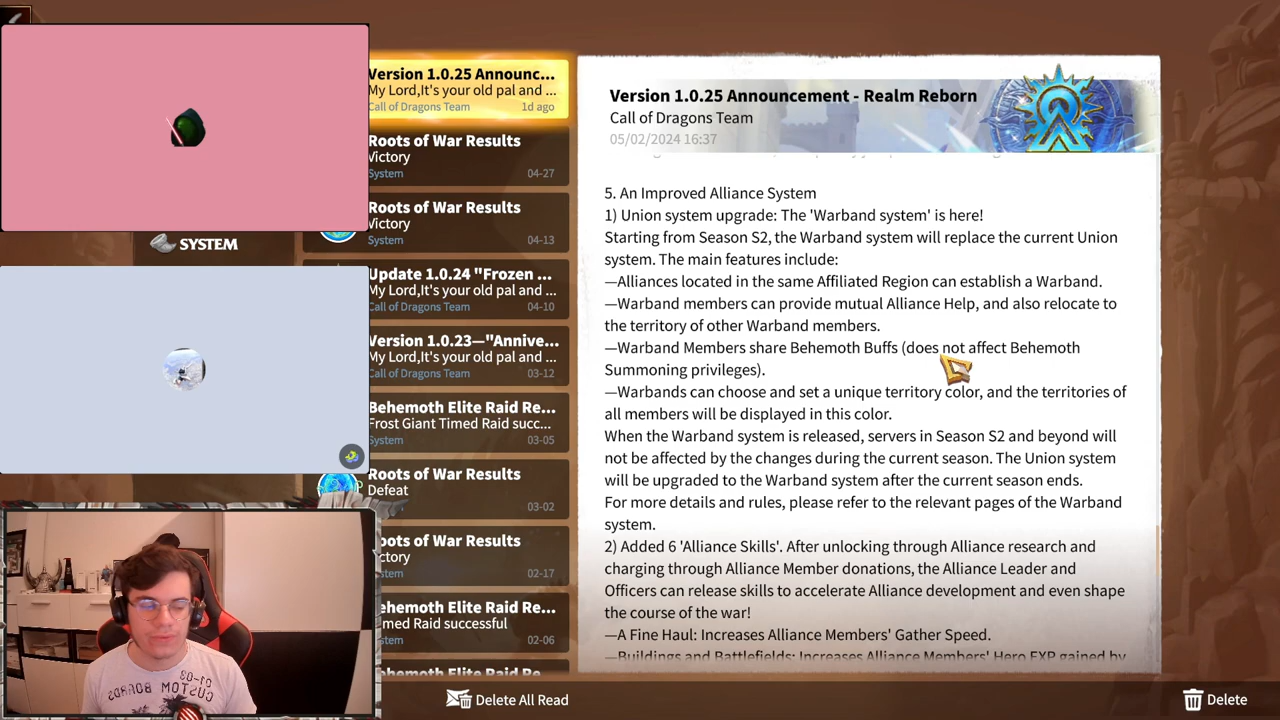 Version 1.0.25 Announc...
My Lord,It's your old pal and ...
Call of Dragons Team
1d ago
Roots of War Results
Victory
System
04-27
Roots of War Results
Victory
System
04-13
SYSTEM
Update 1.0.24 "Frozen ...
My Lord,It's your old pal and ...
Call of Dragons Team
04-10
Version 1.0.23—"Annive...
My Lord,It's your old pal and ...
Call of Dragons Team
03-12
Behemoth Elite Raid Re...
Frost Giant Timed Raid succ...
System
03-05
Roots of War Results
Defeat
03-02
oots of War Results
ictory
stem
02-17
ehemoth Elite Raid Re...
med Raid successful
stem
02-06
ehemoth Elite Raid Re...
Delete All Read
Version 1.0.25 Announcement - Realm Reborn
Call of Dragons Team
05/02/2024 16:37
5. An Improved Alliance System
1) Union system upgrade: The 'Warband system' is here!
Starting from Season S2, the Warband system will replace the current Union
system. The main features include:
—Alliances located in the same Affiliated Region can establish a Warband.
—Warband members can provide mutual Alliance Help, and also relocate to
the territory of other Warband members.
—Warband Members share Behemoth Buffs (does not affect Behemoth
Summoning privileges).
—Warbands can choose and set a unique territory color, and the territories of
all members will be displayed in this color.
When the Warband system is released, servers in Season S2 and beyond will
not be affected by the changes during the current season. The Union system
will be upgraded to the Warband system after the current season ends.
For more details and rules, please refer to the relevant pages of the Warband
system.
2) Added 6 'Alliance Skills'. After unlocking through Alliance research and
charging through Alliance Member donations, the Alliance Leader and
Officers can release skills to accelerate Alliance development and even shape
the course of the war!
—A Fine Haul: Increases Alliance Members' Gather Speed.
—Buildings and Battlefields: Increases Alliance Members' Hero EXP gained by
Delete